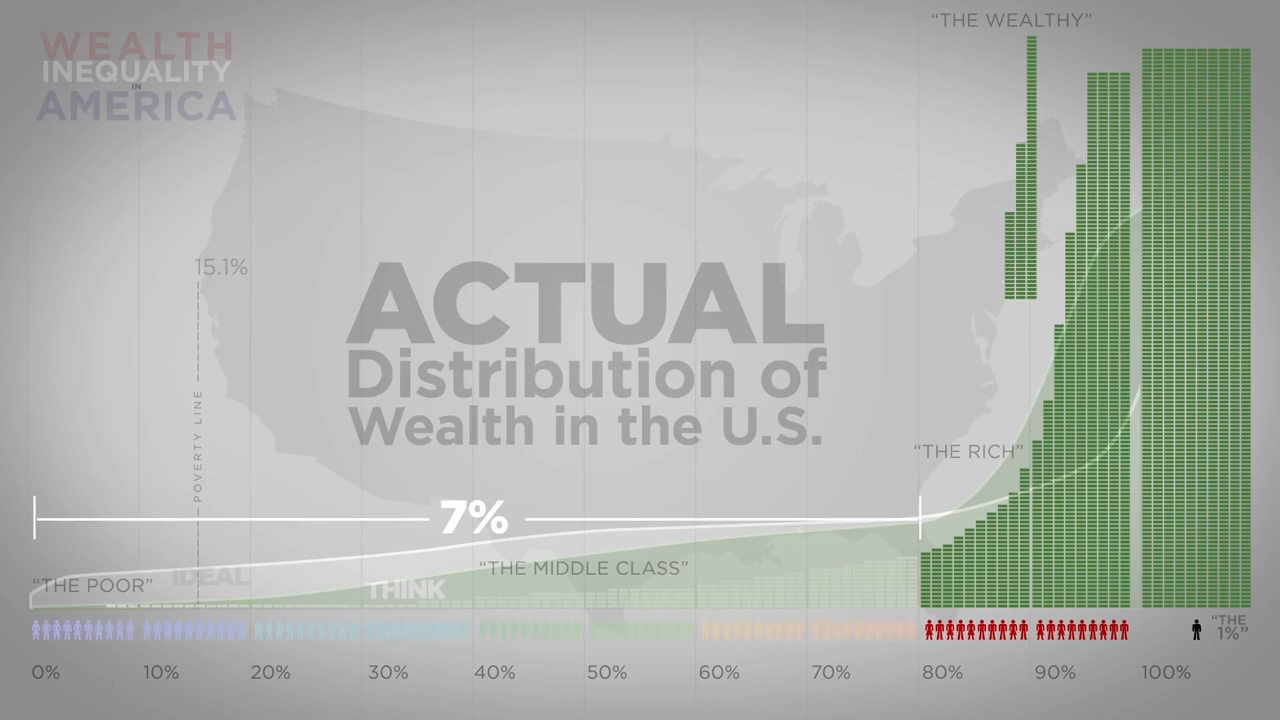 WEALTH
INEQUALITY
IN
AMERICA
“THE WEALTHY”
15.1%
POVERTY LINE
ACTUAL
Distribution of
Wealth in the U.S.
“THE RICH”
7%
“THE MIDDLE CLASS”
“THE POOR”
IDEAL
THINK
“THE
1%”
0% 10% 20% 30% 40% 50% 60% 70% 80% 90% 100%